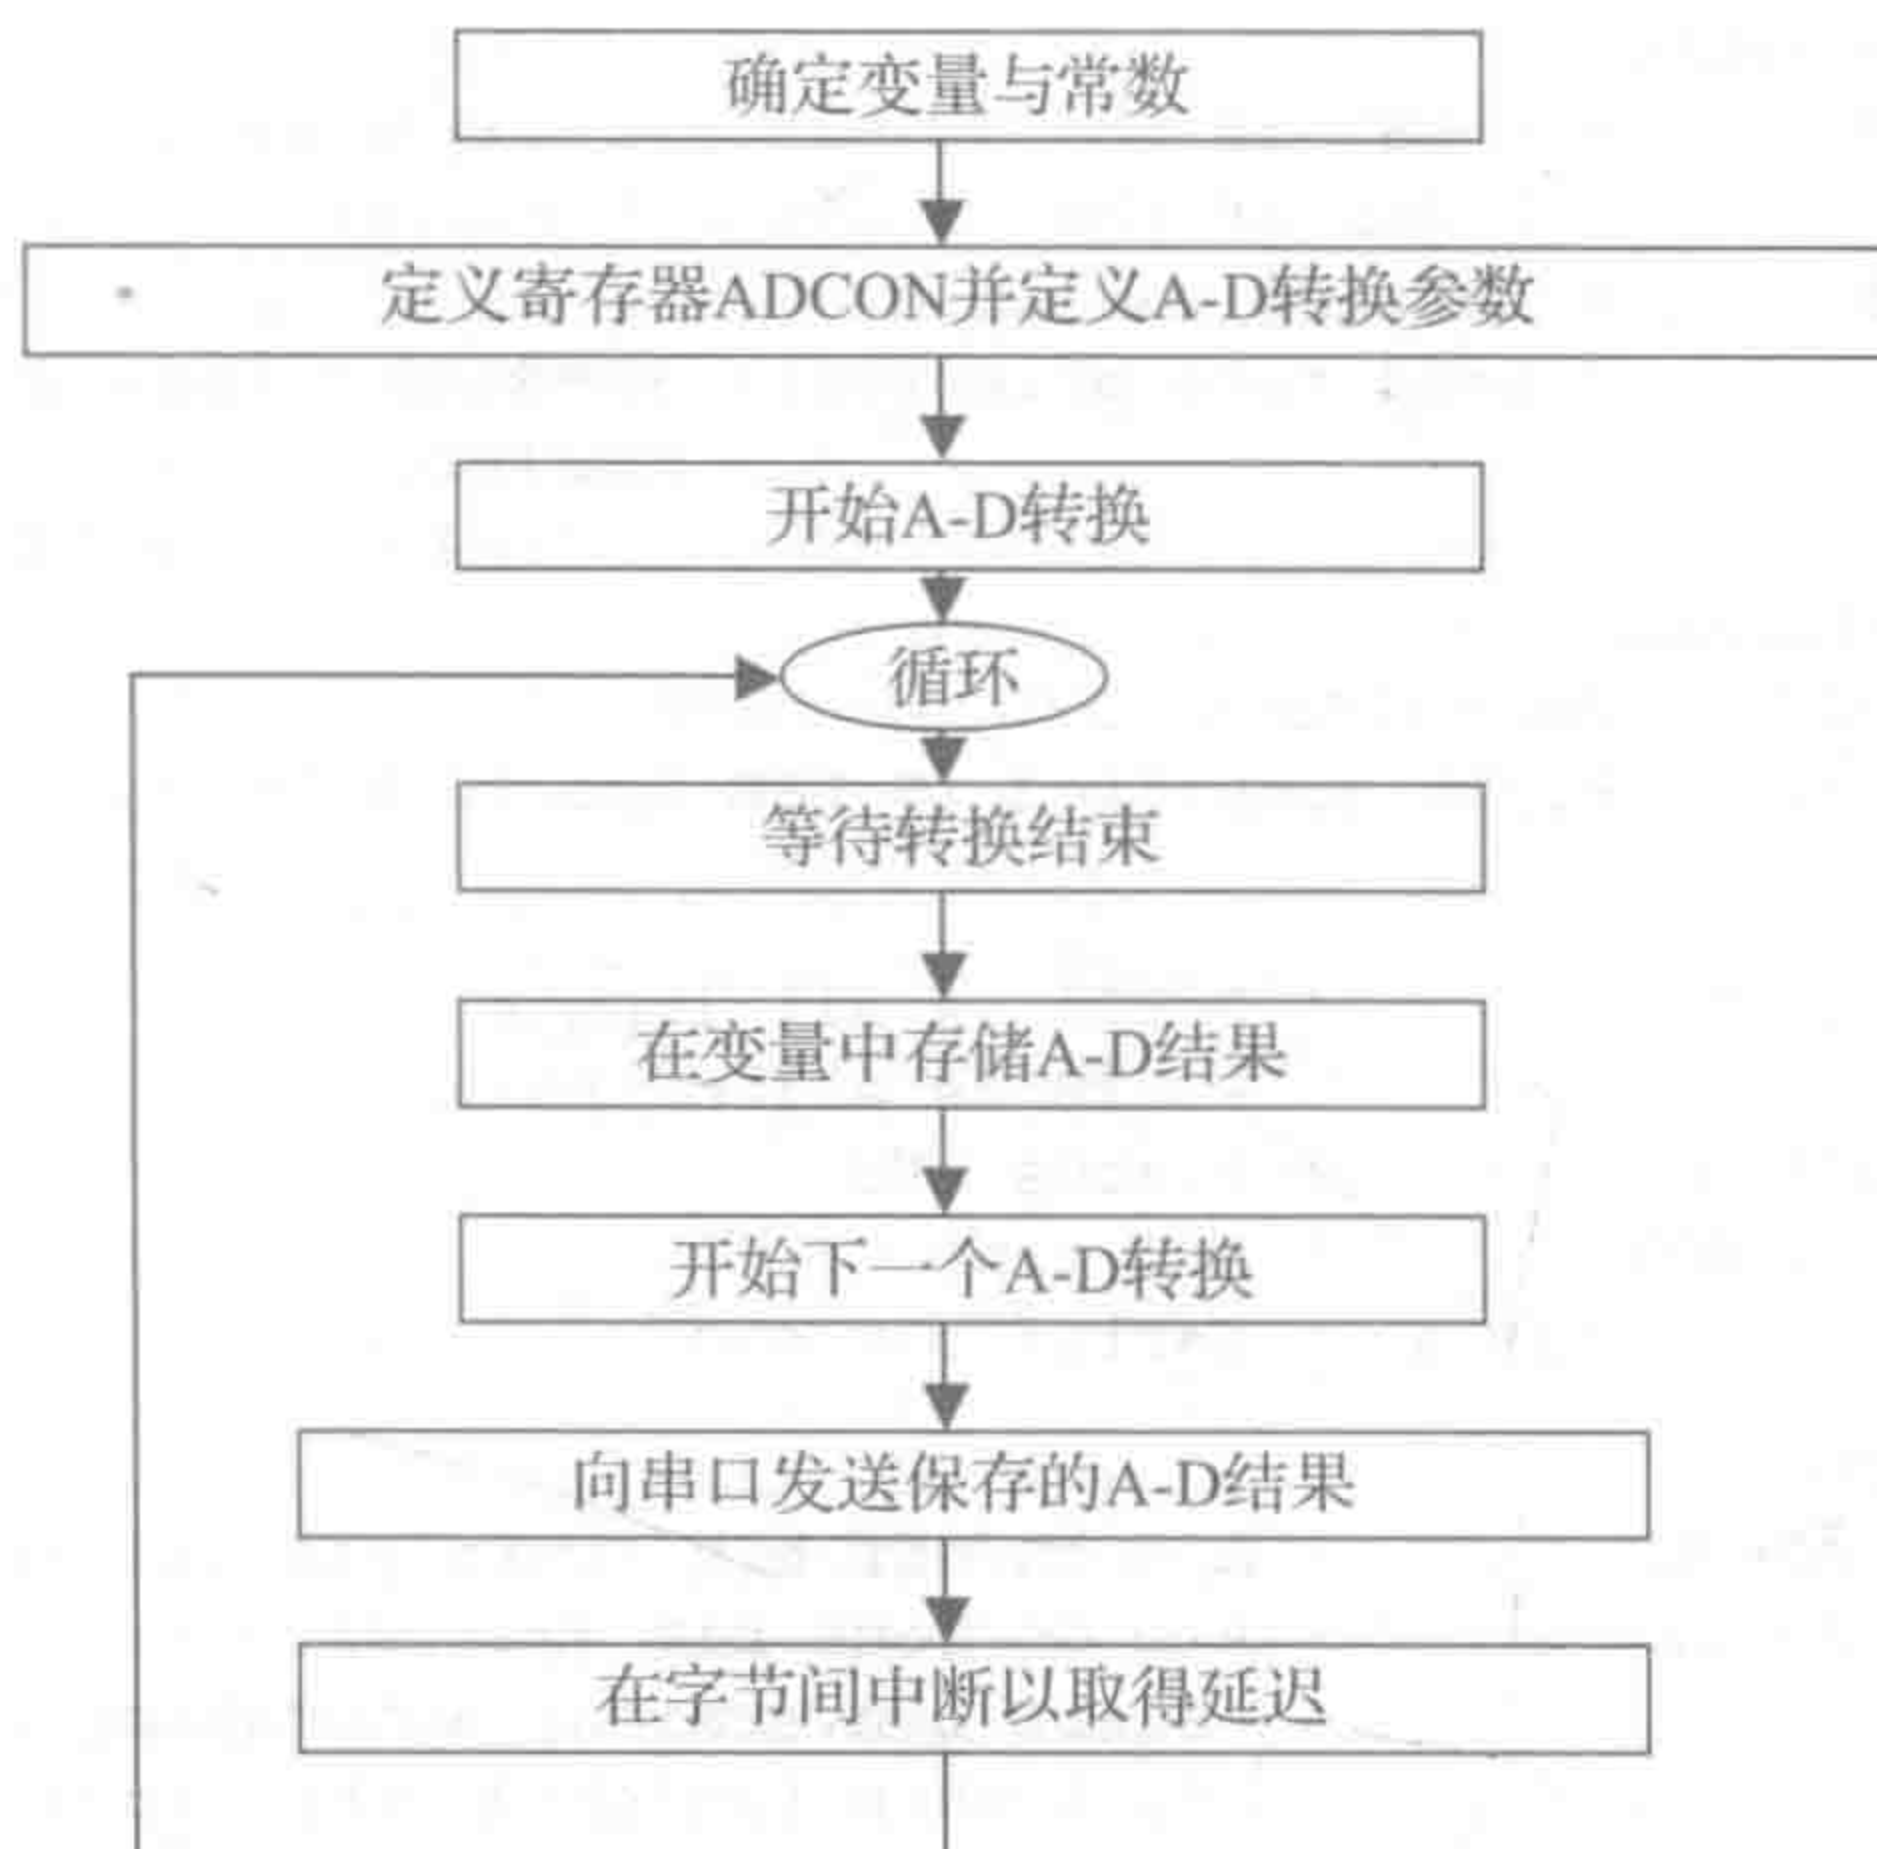 确定变量与常数
定义寄存器ADCON并定义A-D转换参数
开始A-D转换
循环
等待转换结束
在变量中存储A-D结果
开始下一个A-D转换
向串口发送保存的A-D结果
在字节间中断以取得延迟